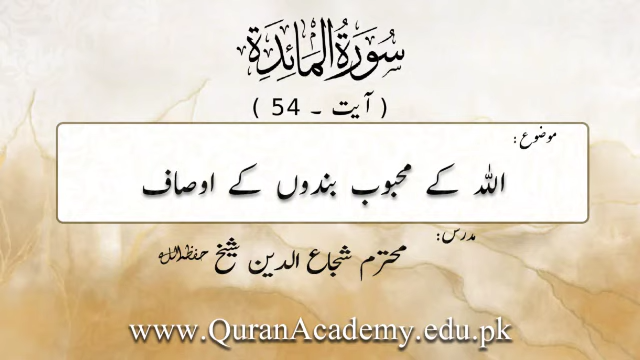 سُورَةُ الْمَائِدَةِ
( آیت ۔ 54 )
موضوع:
اللہ کے محبوب بندوں کے اوصاف
مدرس:
محترم شجاع الدین شیخ حفظہ اللہ
www.QuranAcademy.edu.pk